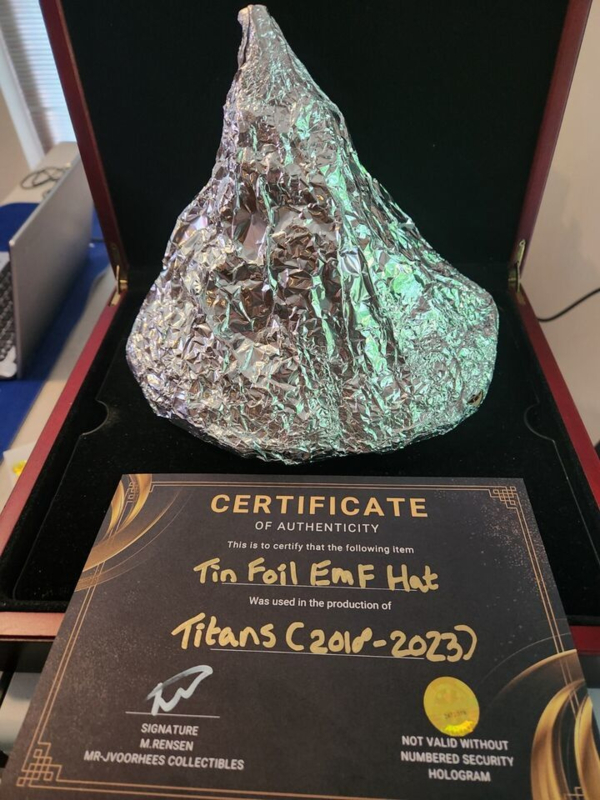 CERTIFICATE
OF AUTHENTICITY
This is to certify that the following item
Tin Foil EmF Hat
Was used in the production of
Titans (2018-2023)
SIGNATURE
M.RENSEN
MR-JVOORHEES COLLECTIBLES
NOT VALID WITHOUT
NUMBERED SECURITY
HOLOGRAM